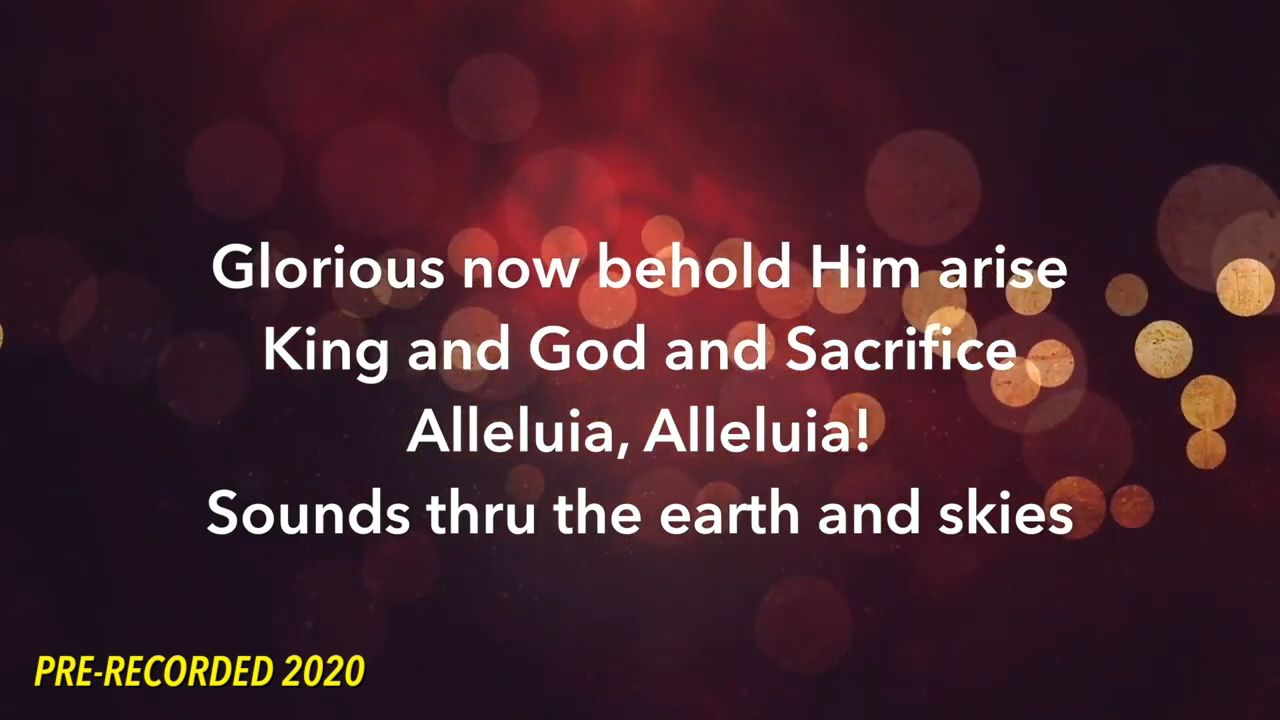 Glorious now behold Him arise
King and God and Sacrifice
Alleluia, Alleluia!
Sounds thru the earth and skies
PRE-RECORDED 2020